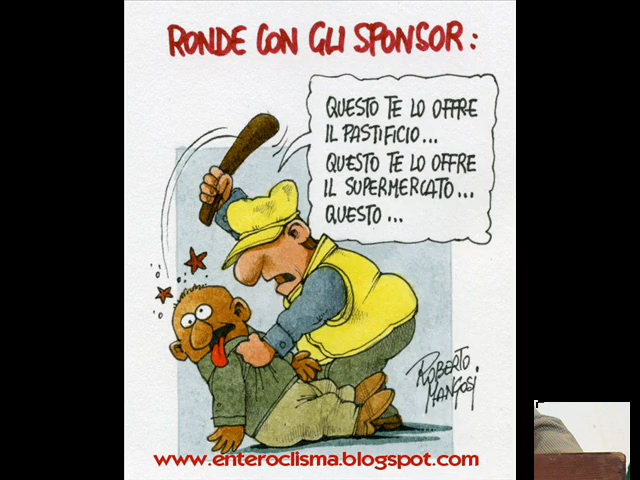 RONDE CON GLI SPONSOR:
QUESTO TE LO OFFRE
IL PASTIFICIO...
QUESTO TE LO OFFRE
IL SUPERMERCATO...
QUESTO...
ROBERTO
MANGOSI
www.enteroclisma.blogspot.com